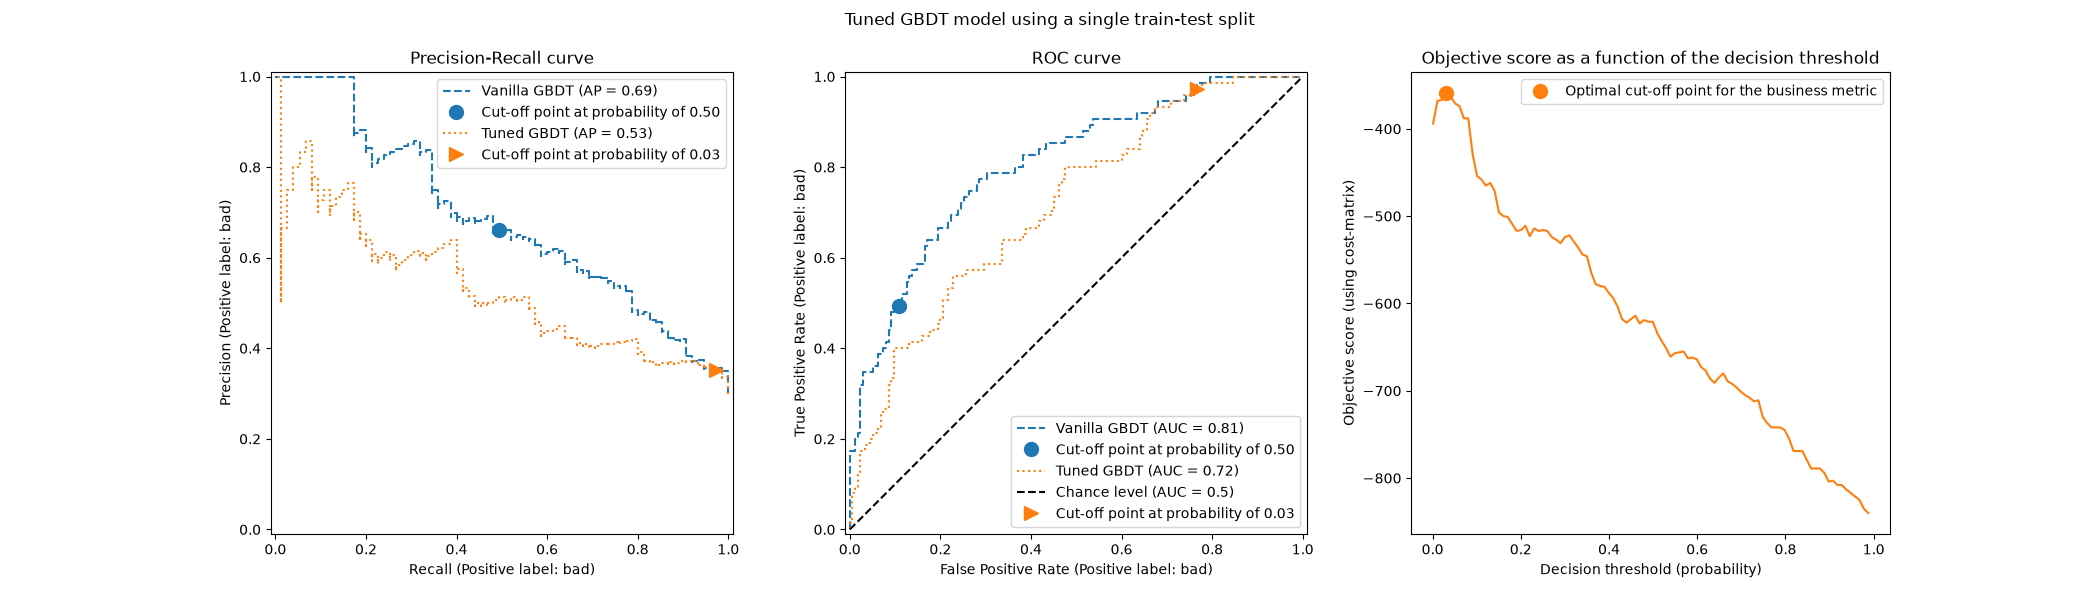 Tuned GBDT model using a single train-test split
Precision-Recall curve
1.0
0.8
0.6
0.4
0.2
0.0
Precision (Positive label: bad)
Vanilla GBDT (AP = 0.69)
Cut-off point at probability of 0.50
Tuned GBDT (AP = 0.53)
Cut-off point at probability of 0.03
0.0 0.2 0.4 0.6 0.8 1.0
Recall (Positive label: bad)
ROC curve
1.0
0.8
0.6
0.4
0.2
0.0
True Positive Rate (Positive label: bad)
Vanilla GBDT (AUC = 0.81)
Cut-off point at probability of 0.50
Tuned GBDT (AUC = 0.72)
Chance level (AUC = 0.5)
Cut-off point at probability of 0.03
0.0 0.2 0.4 0.6 0.8 1.0
False Positive Rate (Positive label: bad)
Objective score as a function of the decision threshold
Optimal cut-off point for the business metric
−400
−500
−600
−700
−800
Objective score (using cost-matrix)
0.0 0.2 0.4 0.6 0.8 1.0
Decision threshold (probability)